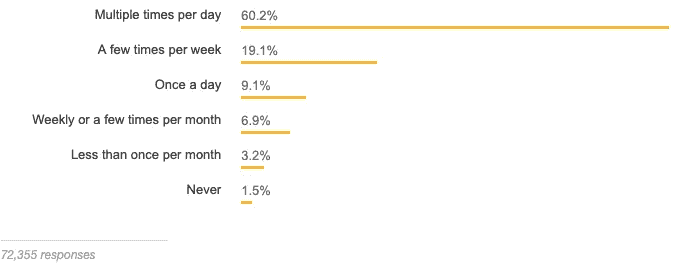 Multiple times per day 60.2%
A few times per week 19.1%
Once a day 9.1%
Weekly or a few times per month 6.9%
Less than once per month 3.2%
Never 1.5%
72,355 responses